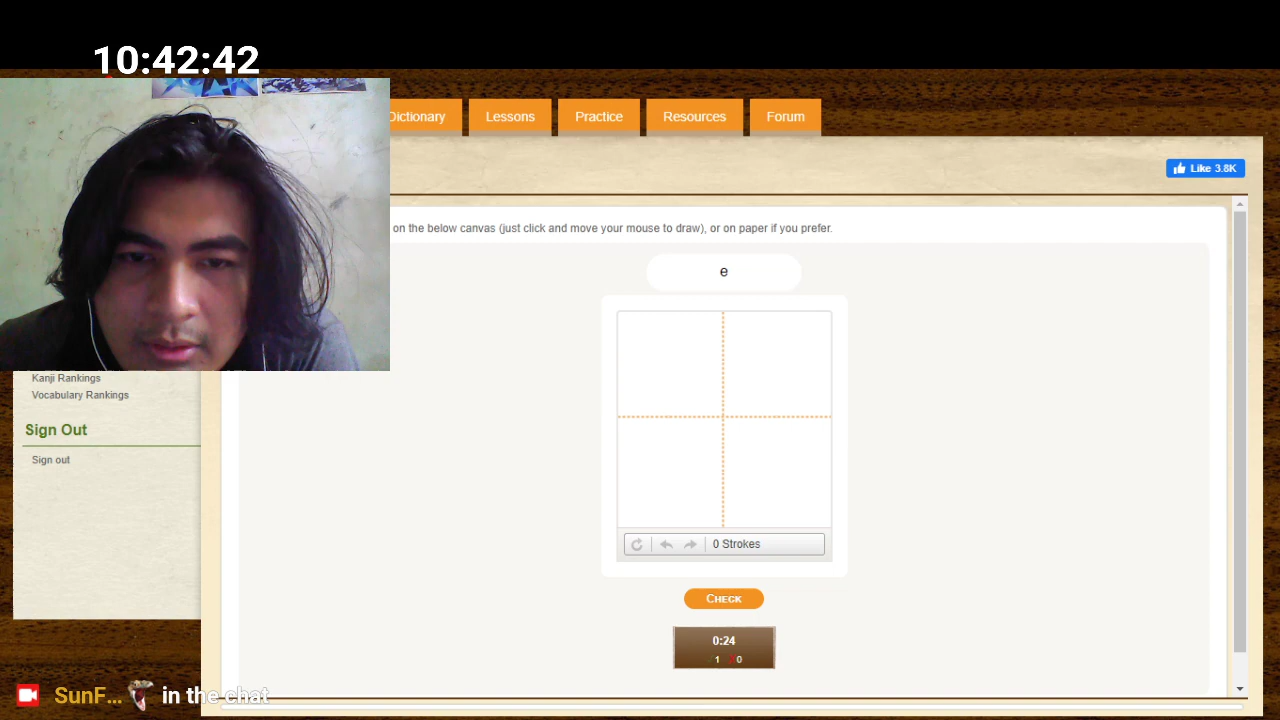 10:42:42
Dictionary
Lessons
Practice
Resources
Forum
Like 3.8K
on the below canvas (just click and move your mouse to draw), or on paper if you prefer.
e
0 Strokes
Check
0:24
1 0
Kanji Rankings
Vocabulary Rankings
Sign Out
Sign out
SunF... in the chat